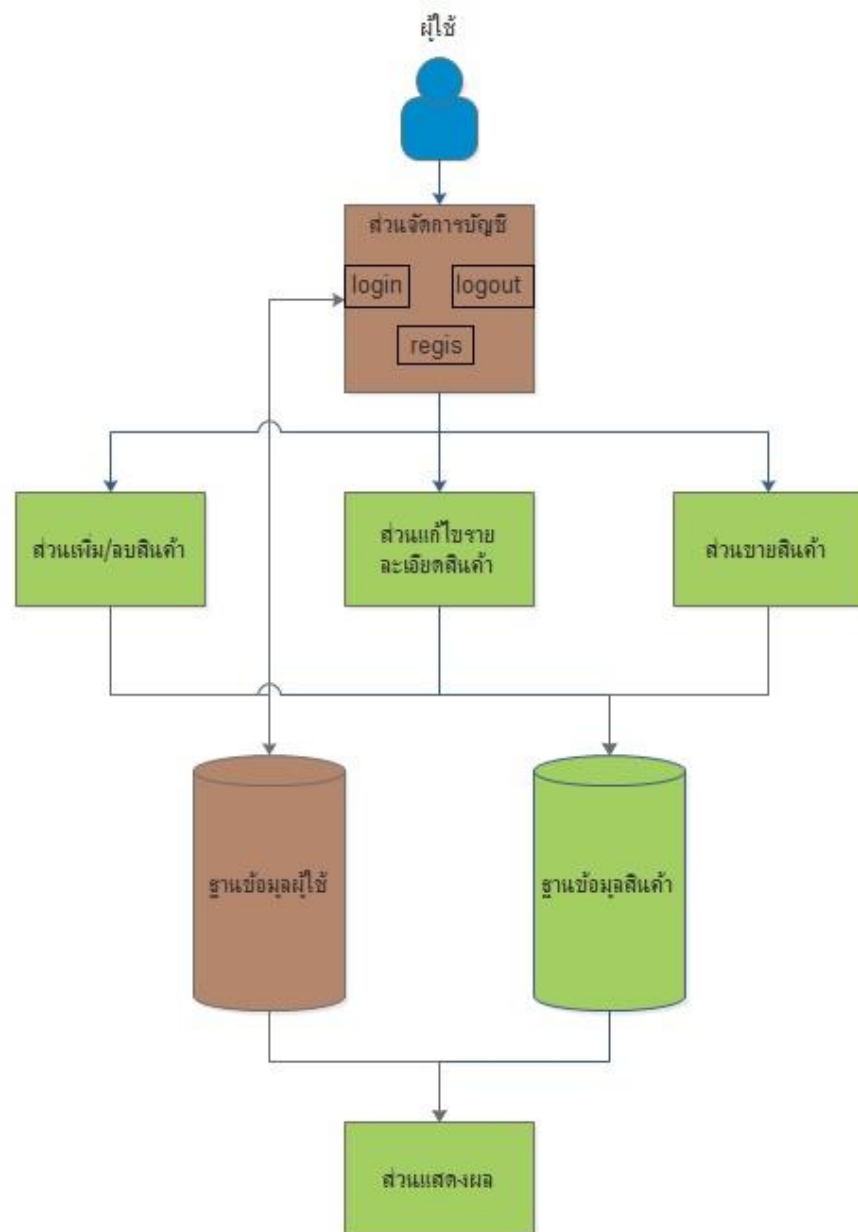 ผู้ใช้
ส่วนจัดการบัญชี
login
logout
regis
ส่วนเพิ่ม/ลบสินค้า
ส่วนแก้ไขราย
ละเอียดสินค้า
ส่วนขายสินค้า
ฐานข้อมูลผู้ใช้
ฐานข้อมูลสินค้า
ส่วนแสดงผล